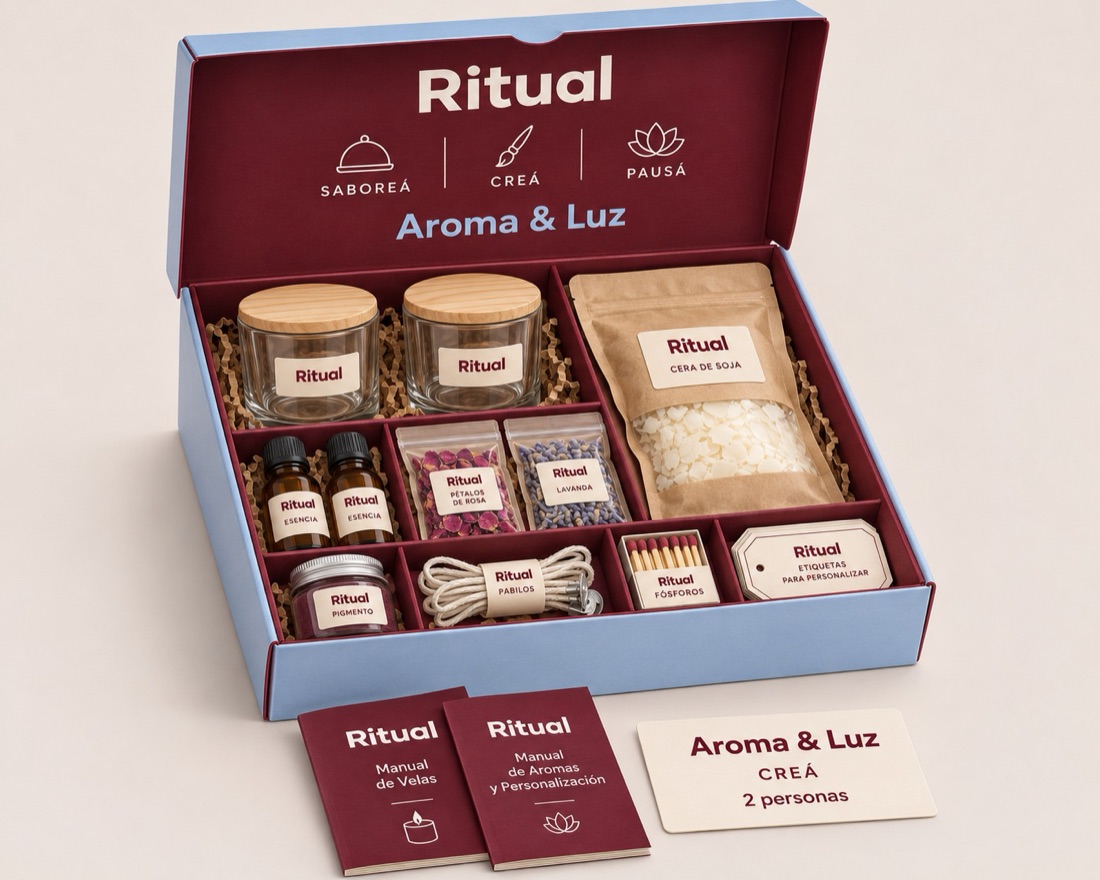 Ritual
SABOREÁ
CREÁ
PAUSÁ
Aroma & Luz
Ritual
Ritual
Ritual
CERA DE SOJA
Ritual
ESENCIA
Ritual
ESENCIA
Ritual
PÉTALOS
DE ROSA
Ritual
LAVANDA
Ritual
PIGMENTO
Ritual
PABILOS
Ritual
FÓSFOROS
Ritual
ETIQUETAS
PARA PERSONALIZAR
Ritual
Manual
de Velas
Ritual
Manual
de Aromas
y Personalización
Aroma & Luz
CREÁ
2 personas